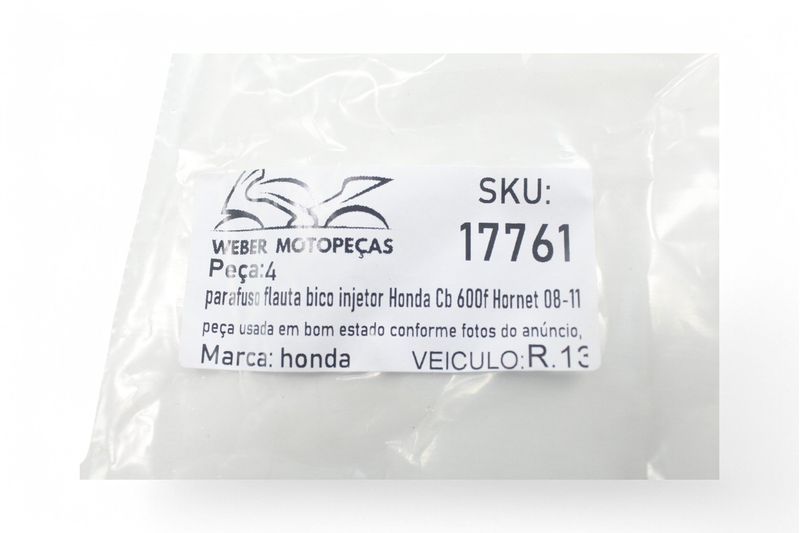 WEBER MOTOPEÇAS
SKU:
17761
Peça:4
parafuso flauta bico injetor Honda Cb 600f Hornet 08-11
peça usada em bom estado conforme fotos do anúncio,
Marca: honda VEICULO:R.13